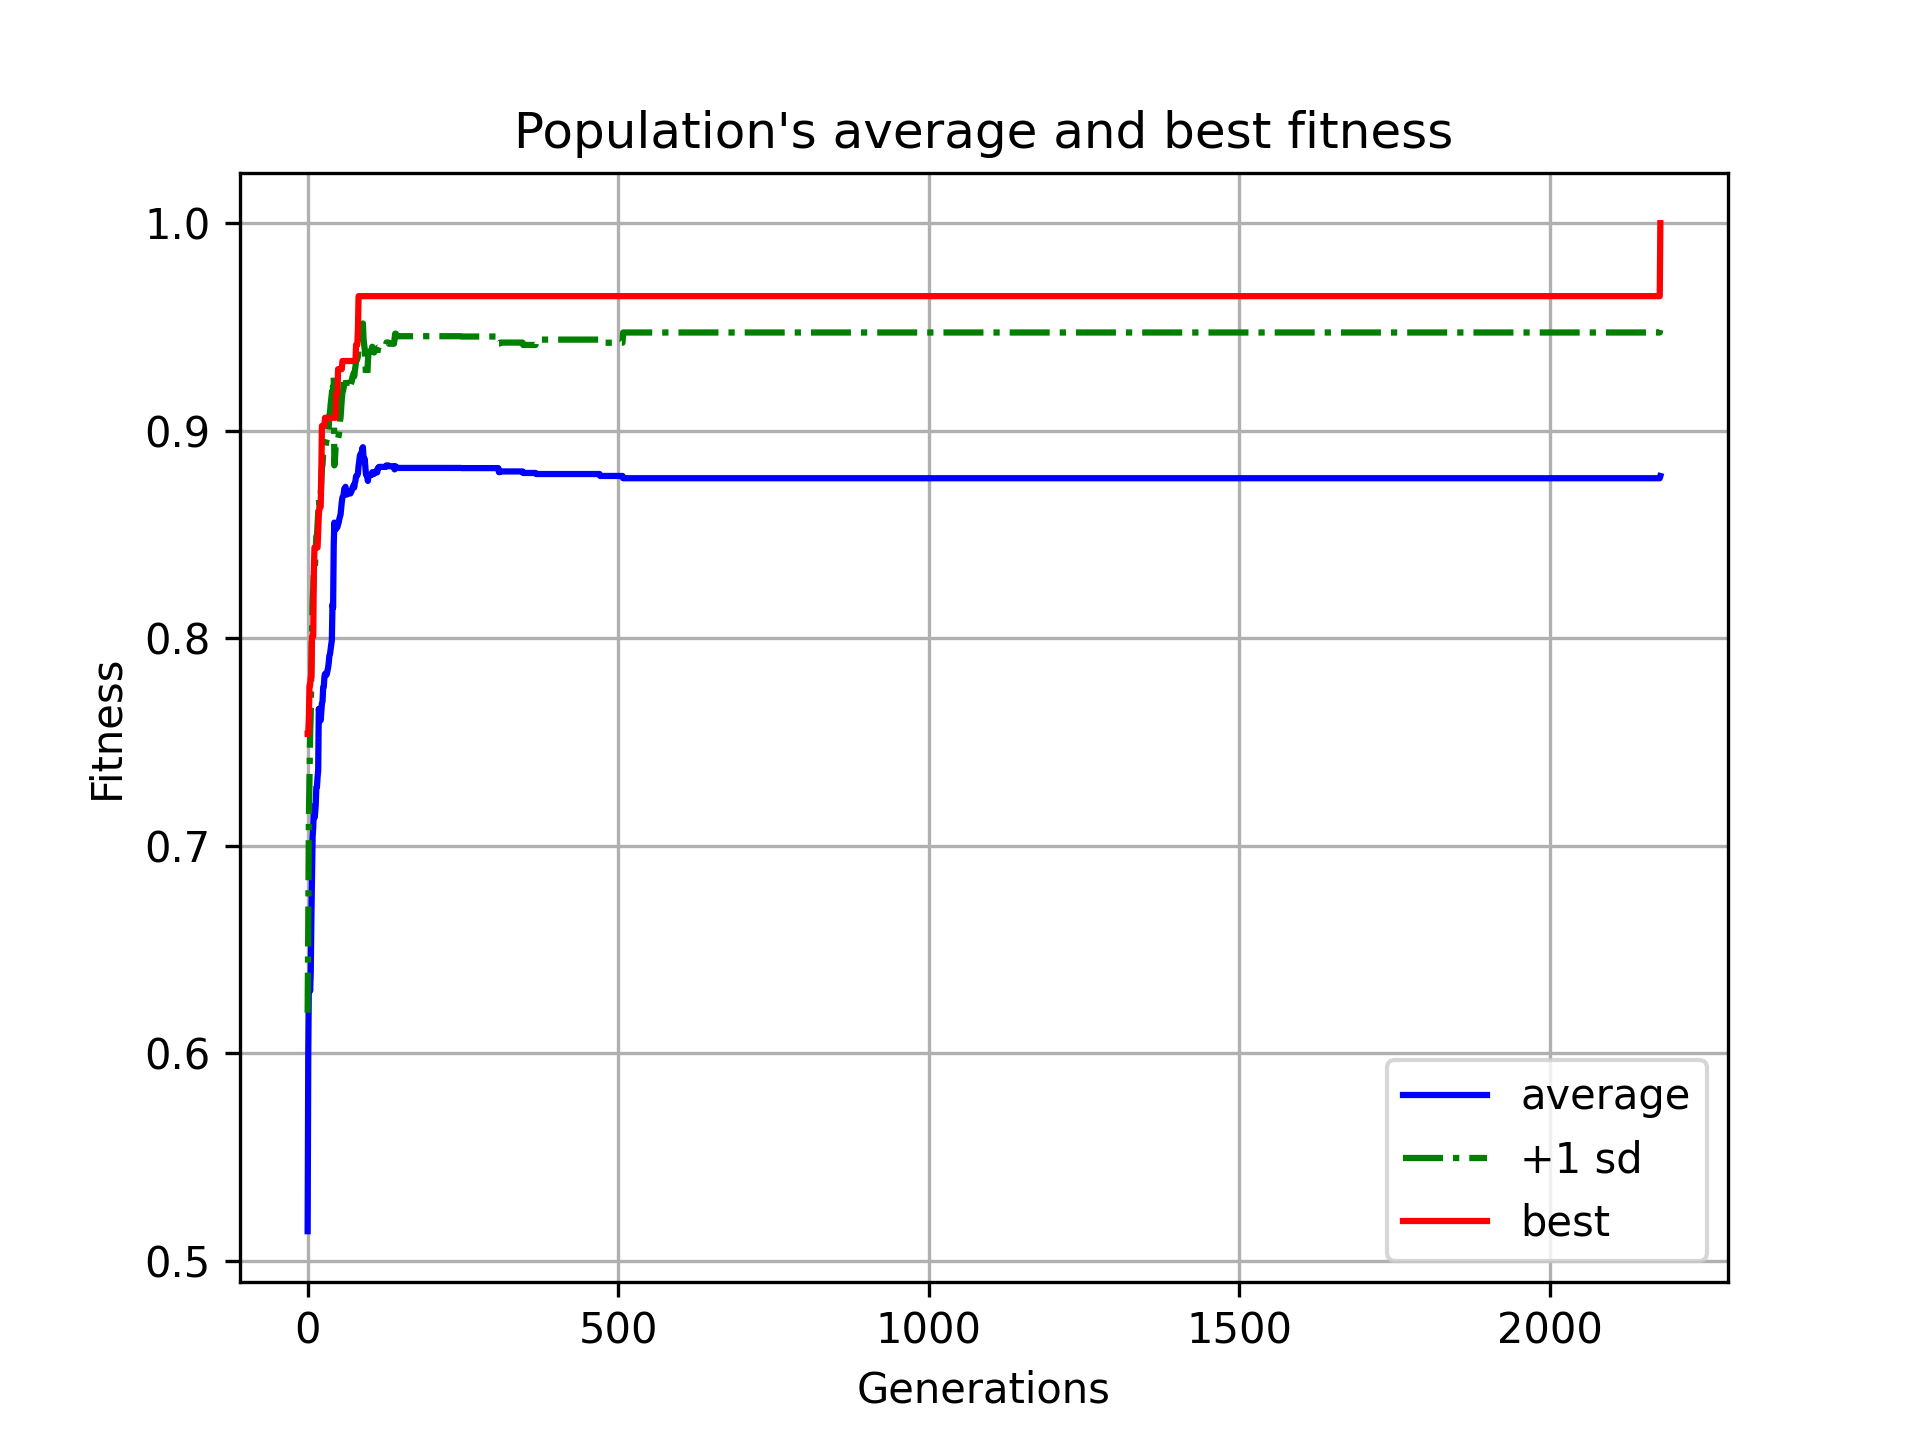 Population's average and best fitness
1.0
0.9
0.8
0.7
0.6
0.5
Fitness
0 500 1000 1500 2000
Generations
average
+1 sd
best